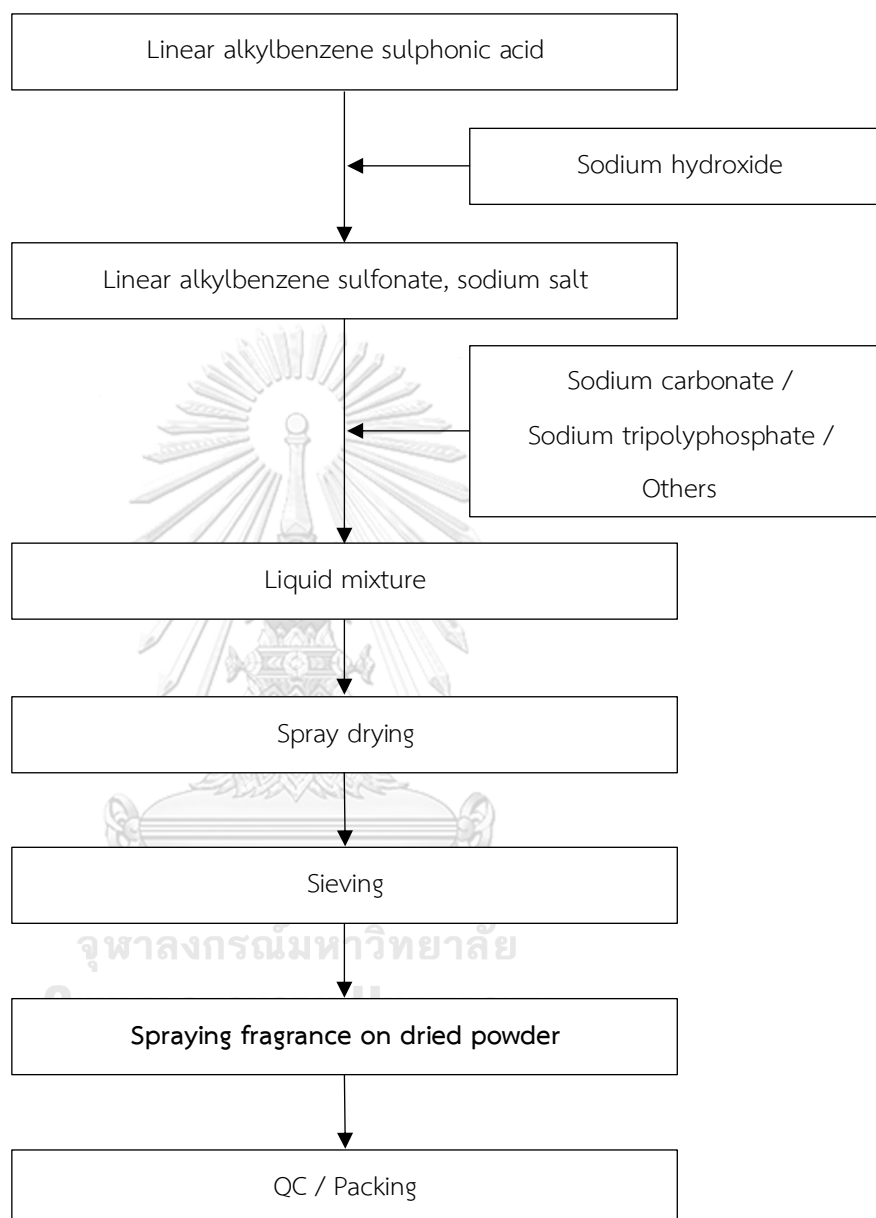 Linear alkylbenzene sulphonic acid
Sodium hydroxide
Linear alkylbenzene sulfonate, sodium salt
Sodium carbonate /
Sodium tripolyphosphate /
Others
Liquid mixture
Spray drying
Sieving
จุฬาลงกรณ์มหาวิทยาลัย
Spraying fragrance on dried powder
QC / Packing